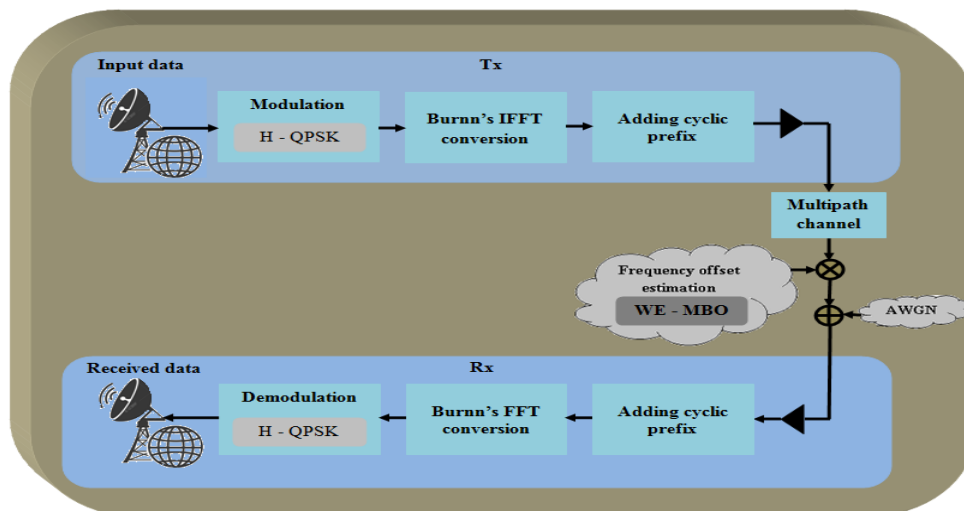 Input data
Tx
Modulation
H - QPSK
Burnn's IFFT
conversion
Adding cyclic
prefix
Multipath
channel
Frequency offset
estimation
WE - MBO
AWGN
Received data
Rx
Demodulation
H - QPSK
Burnn's FFT
conversion
Adding cyclic
prefix